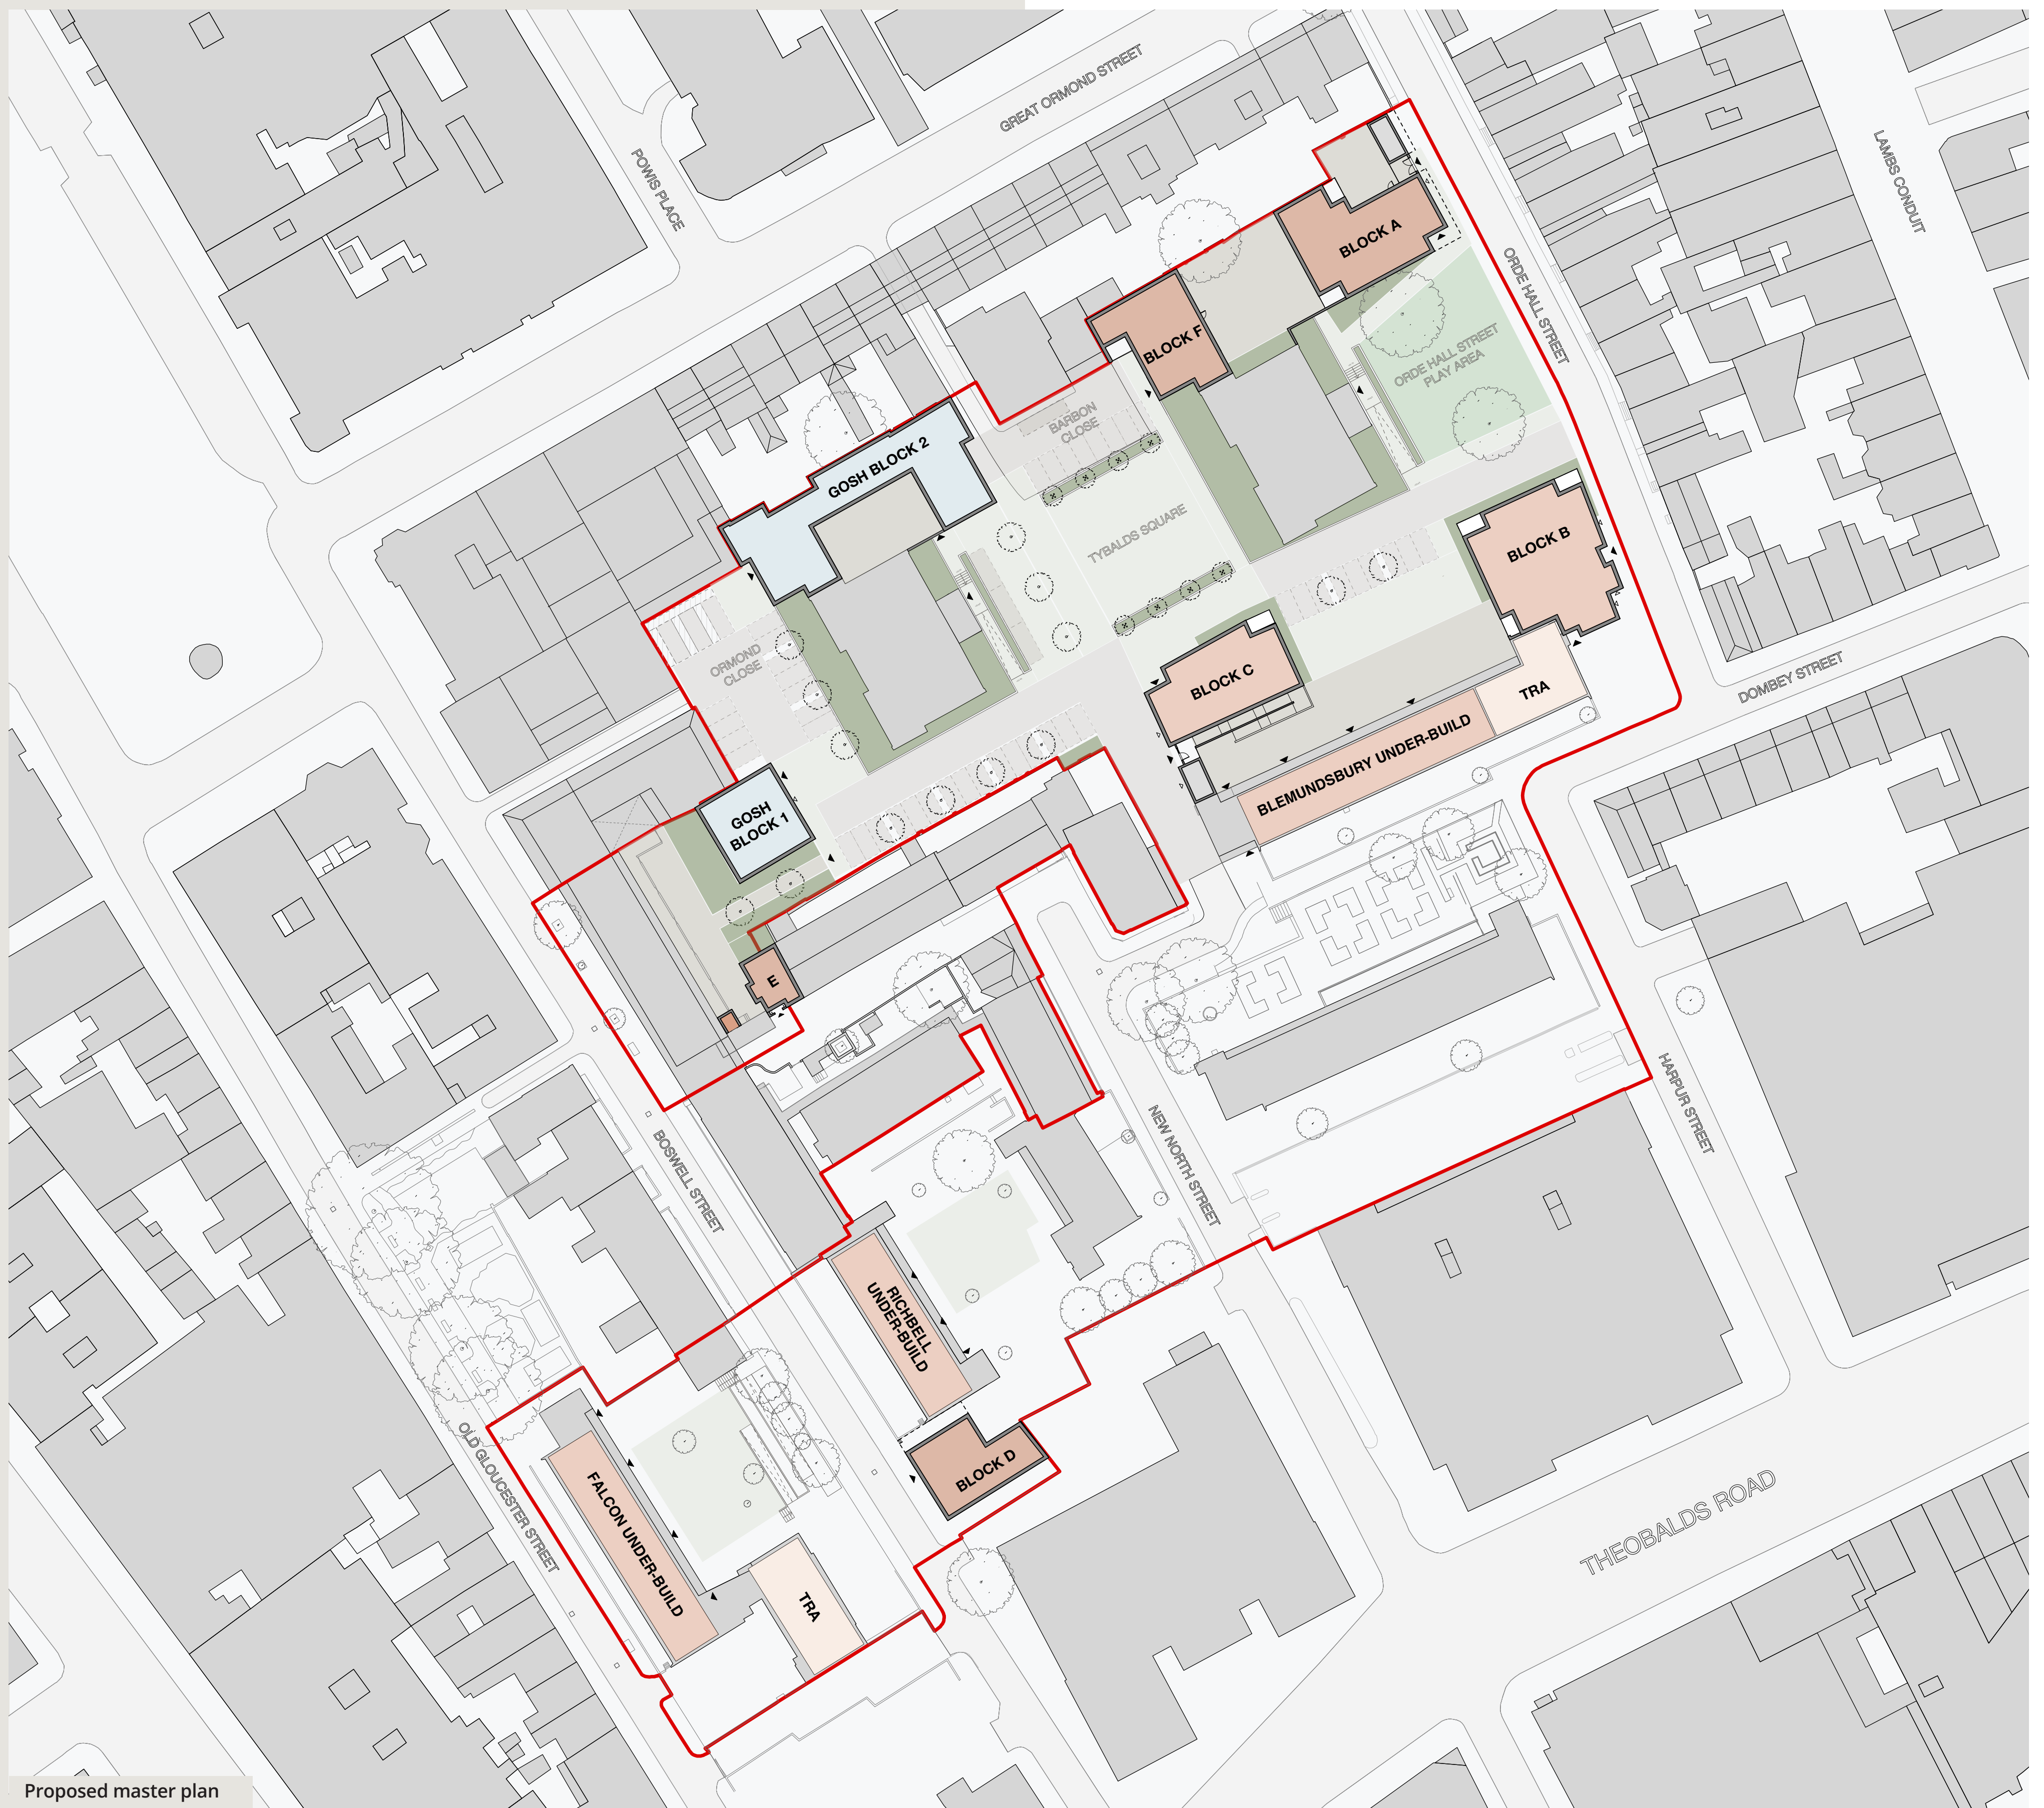 GREAT ORMOND STREET
POWIS PLACE
LAMBS CONDUIT
BLOCK A
ORDE HALL STREET
BLOCK F
ORDE HALL STREET
PLAY AREA
BARBON
CLOSE
GOSH BLOCK 2
TYBALDS SQUARE
BLOCK B
ORMOND
CLOSE
BLOCK C
TRA
DOMBEY STREET
BLEMUNDSBURY UNDER-BUILD
GOSH
BLOCK 1
E
HARPUR STREET
NEW NORTH STREET
BOSWELL STREET
RICHBELL
UNDER-BUILD
BLOCK D
OLD GLOUCESTER STREET
FALCON UNDER-BUILD
TRA
THEOBALDS ROAD
Proposed master plan